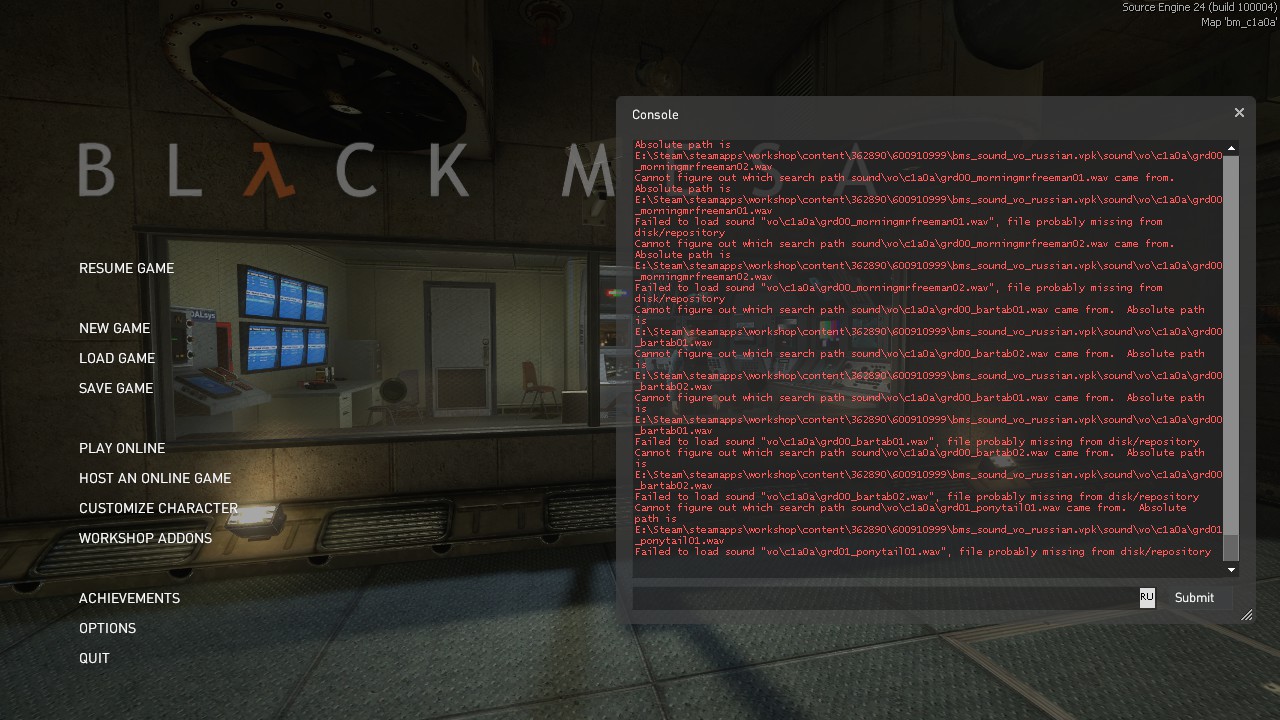 Source Engine 24 (build 100004)
Map 'bm_c1a0a'
BLλCK MESA
RESUME GAME
NEW GAME
LOAD GAME
SAVE GAME
PLAY ONLINE
HOST AN ONLINE GAME
CUSTOMIZE CHARACTER
WORKSHOP ADDONS
ACHIEVEMENTS
OPTIONS
QUIT
Console
Absolute path is
E:\Steam\steamapps\workshop\content\362890\600910999\bms_sound_vo_russian.vpk\sound\vo\c1a0a\grd00
_morningmrfreeman02.wav
Cannot figure out which search path sound\vo\c1a0a\grd00_morningmrfreeman01.wav came from.
Absolute path is
E:\Steam\steamapps\workshop\content\362890\600910999\bms_sound_vo_russian.vpk\sound\vo\c1a0a\grd00
_morningmrfreeman01.wav
Failed to load sound "vo\c1a0a\grd00_morningmrfreeman01.wav", file probably missing from
disk/repository
Cannot figure out which search path sound\vo\c1a0a\grd00_morningmrfreeman02.wav came from.
Absolute path is
E:\Steam\steamapps\workshop\content\362890\600910999\bms_sound_vo_russian.vpk\sound\vo\c1a0a\grd00
_morningmrfreeman02.wav
Failed to load sound "vo\c1a0a\grd00_morningmrfreeman02.wav", file probably missing from
disk/repository
Cannot figure out which search path sound\vo\c1a0a\grd00_bartab01.wav came from.  Absolute path
is
E:\Steam\steamapps\workshop\content\362890\600910999\bms_sound_vo_russian.vpk\sound\vo\c1a0a\grd00
_bartab01.wav
Cannot figure out which search path sound\vo\c1a0a\grd00_bartab02.wav came from.  Absolute path
is
E:\Steam\steamapps\workshop\content\362890\600910999\bms_sound_vo_russian.vpk\sound\vo\c1a0a\grd00
_bartab02.wav
Cannot figure out which search path sound\vo\c1a0a\grd00_bartab01.wav came from.  Absolute path
is
E:\Steam\steamapps\workshop\content\362890\600910999\bms_sound_vo_russian.vpk\sound\vo\c1a0a\grd00
_bartab01.wav
Failed to load sound "vo\c1a0a\grd00_bartab01.wav", file probably missing from disk/repository
Cannot figure out which search path sound\vo\c1a0a\grd00_bartab02.wav came from.  Absolute path
is
E:\Steam\steamapps\workshop\content\362890\600910999\bms_sound_vo_russian.vpk\sound\vo\c1a0a\grd00
_bartab02.wav
Failed to load sound "vo\c1a0a\grd00_bartab02.wav", file probably missing from disk/repository
Cannot figure out which search path sound\vo\c1a0a\grd01_ponytail01.wav came from.  Absolute
path is
E:\Steam\steamapps\workshop\content\362890\600910999\bms_sound_vo_russian.vpk\sound\vo\c1a0a\grd01
_ponytail01.wav
Failed to load sound "vo\c1a0a\grd01_ponytail01.wav", file probably missing from disk/repository
RU
Submit